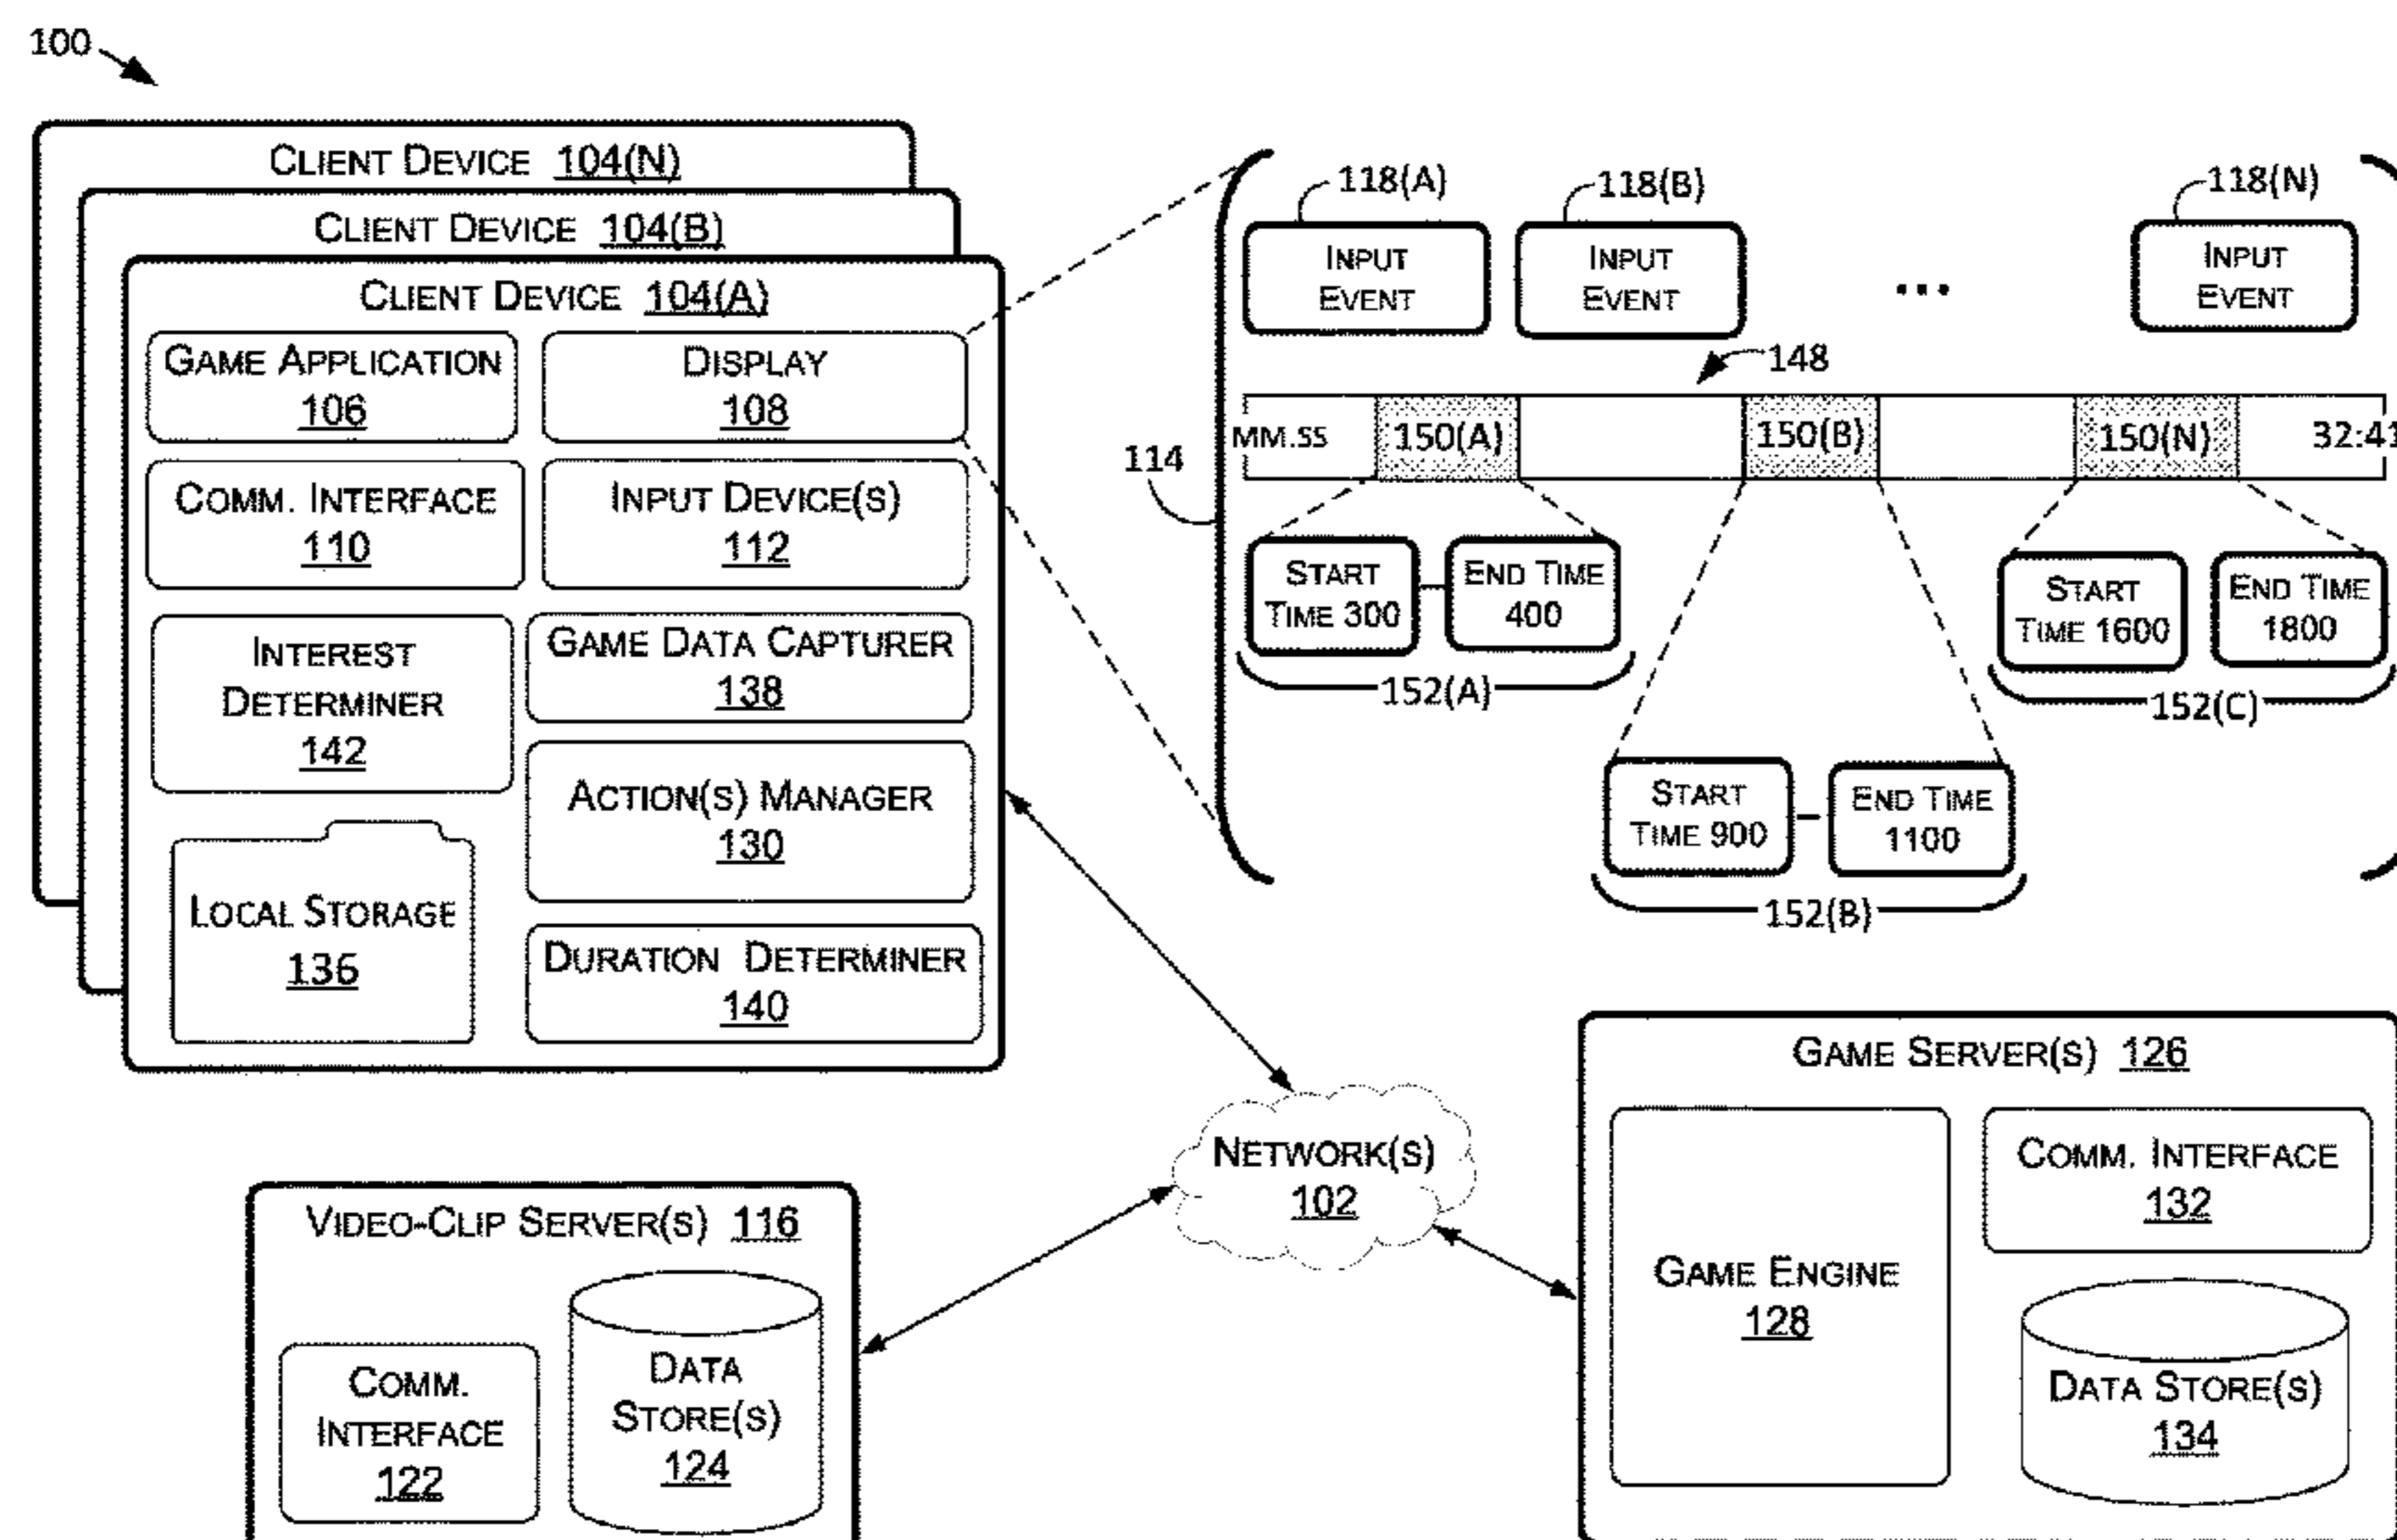 100
CLIENT DEVICE 104(N)
CLIENT DEVICE 104(B)
CLIENT DEVICE 104(A)
GAME APPLICATION
106
DISPLAY
108
COMM. INTERFACE
110
INPUT DEVICE(S)
112
INTEREST
DETERMINER
142
GAME DATA CAPTURER
138
ACTION(S) MANAGER
130
LOCAL STORAGE
136
DURATION DETERMINER
140
114
118(A)
INPUT
EVENT
118(B)
INPUT
EVENT
...
118(N)
INPUT
EVENT
148
MM.SS
150(A)
150(B)
150(N)
32:41
START
TIME 300
END TIME
400
152(A)
START
TIME 900
END TIME
1100
152(B)
START
TIME 1600
END TIME
1800
152(C)
NETWORK(S)
102
VIDEO-CLIP SERVER(S) 116
COMM.
INTERFACE
122
DATA
STORE(S)
124
GAME SERVER(S) 126
GAME ENGINE
128
COMM. INTERFACE
132
DATA STORE(S)
134